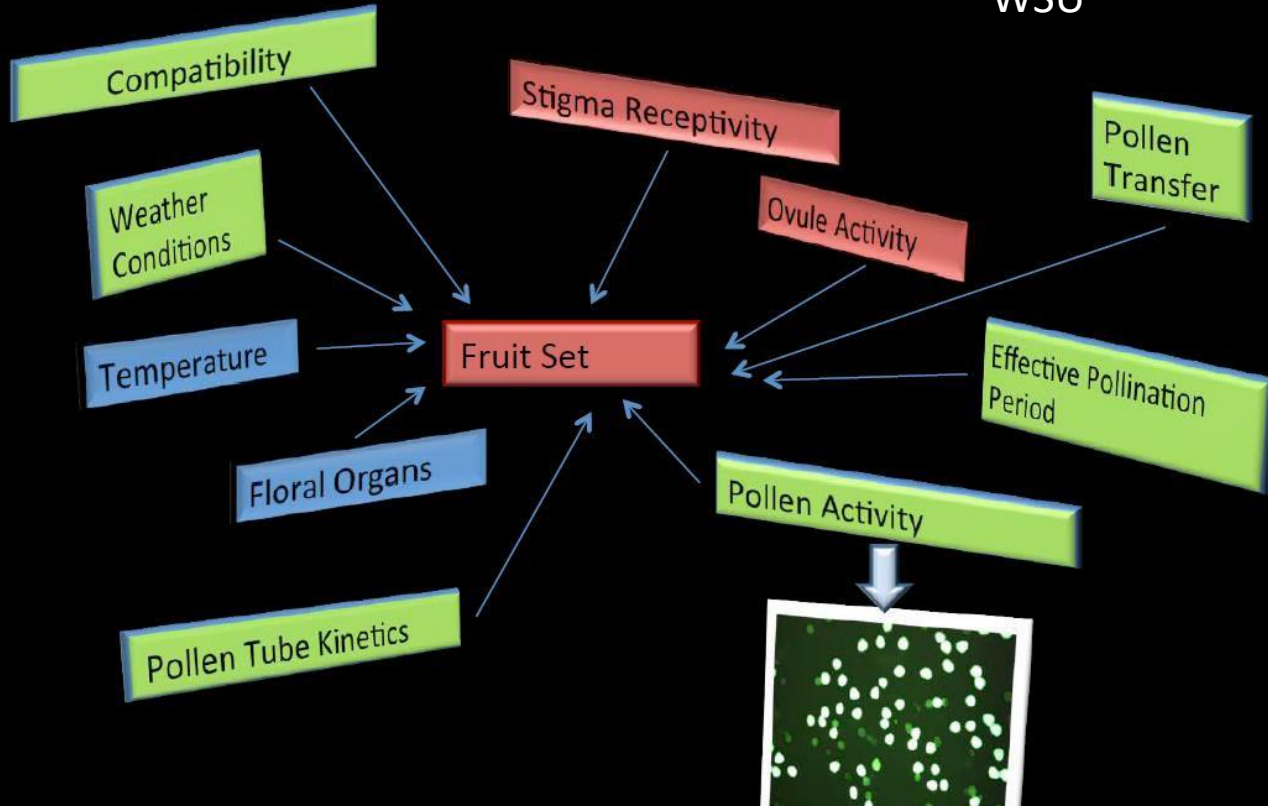 WSU
Compatibility
Stigma Receptivity
Pollen
Transfer
Weather
Conditions
Ovule Activity
Temperature
Fruit Set
Effective Pollination
Period
Floral Organs
Pollen Activity
Pollen Tube Kinetics